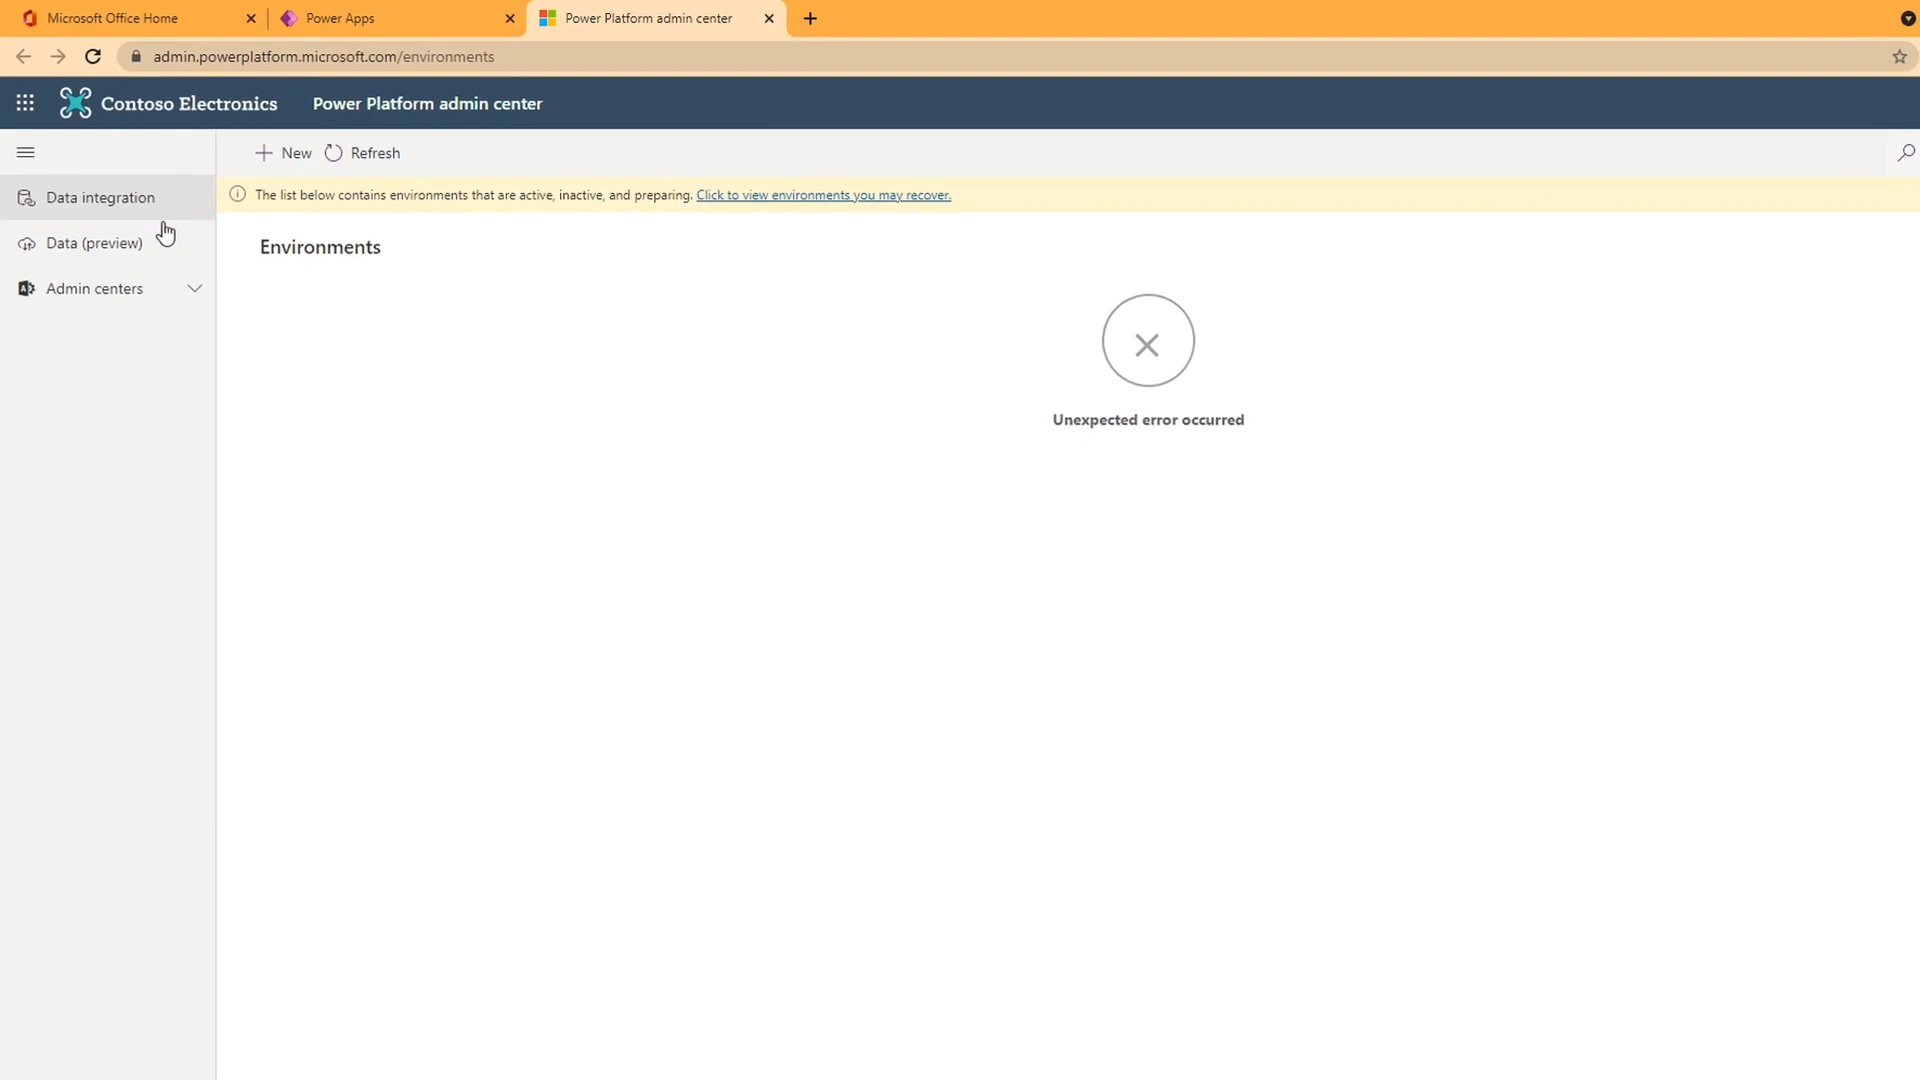 Microsoft Office Home
Power Apps
Power Platform admin center
admin.powerplatform.microsoft.com/environments
Contoso Electronics
Power Platform admin center
New
Refresh
Data integration
Data (preview)
Admin centers
The list below contains environments that are active, inactive, and preparing. Click to view environments you may recover.
Environments
Unexpected error occurred